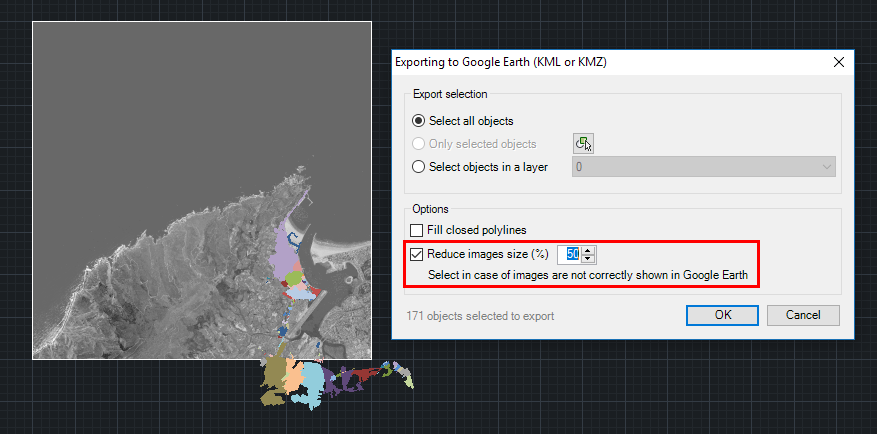 Exporting to Google Earth (KML or KMZ)
Export selection
Select all objects
Only selected objects
Select objects in a layer 0
Options
Fill closed polylines
Reduce images size (%) 50
Select in case of images are not correctly shown in Google Earth
171 objects selected to export OK Cancel